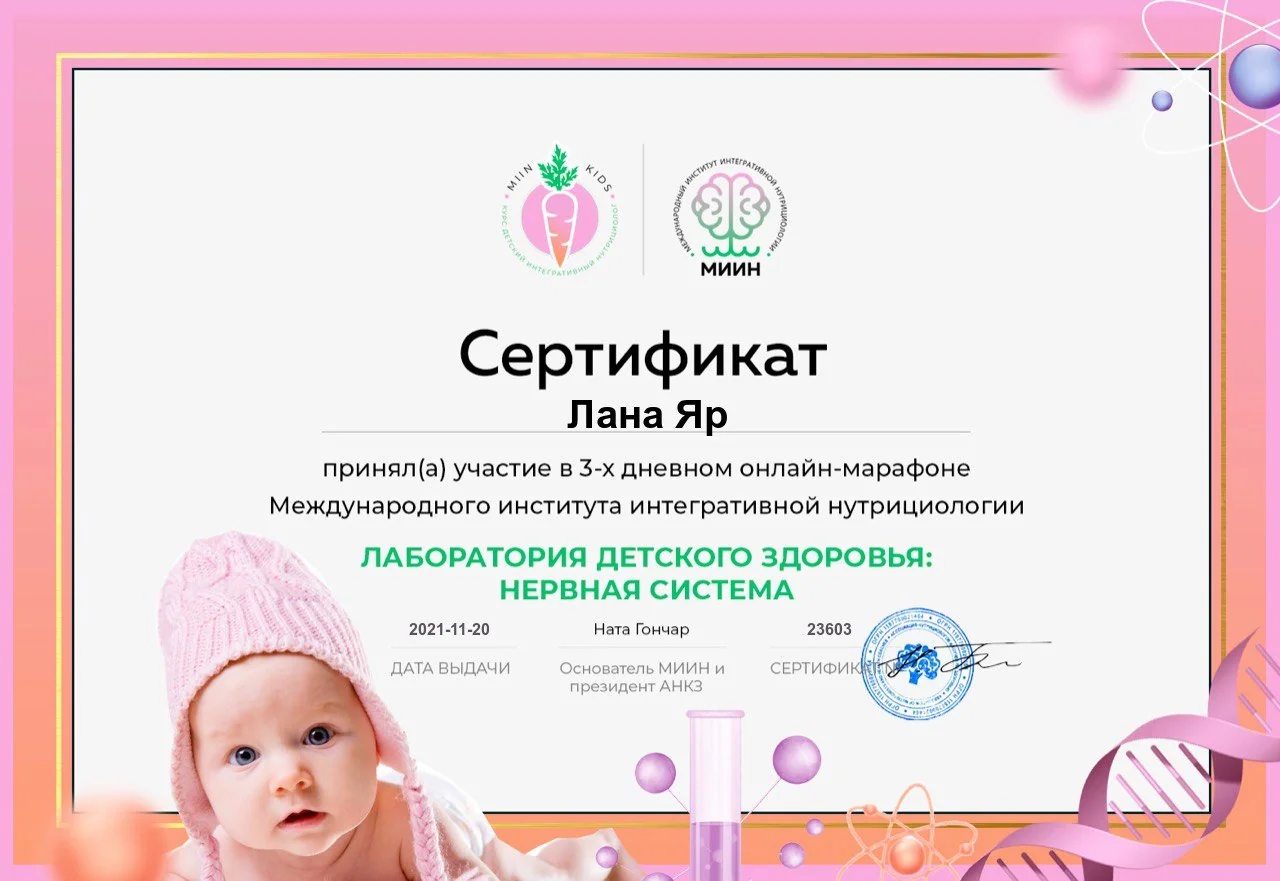 MIIN KIDS
КУРС ДЕТСКИЙ ИНТЕГРАТИВНЫЙ НУТРИЦИОЛОГ
МЕЖДУНАРОДНЫЙ ИНСТИТУТ ИНТЕГРАТИВНОЙ НУТРИЦИОЛОГИИ
МИИН
Сертификат
Лана Яр
принял(а) участие в 3-х дневном онлайн-марафоне
Международного института интегративной нутрициологии
ЛАБОРАТОРИЯ ДЕТСКОГО ЗДОРОВЬЯ:
НЕРВНАЯ СИСТЕМА
2021-11-20 Ната Гончар 23603
ДАТА ВЫДАЧИ Основатель МИИН и СЕРТИФИКАТ
президент АНКЗ